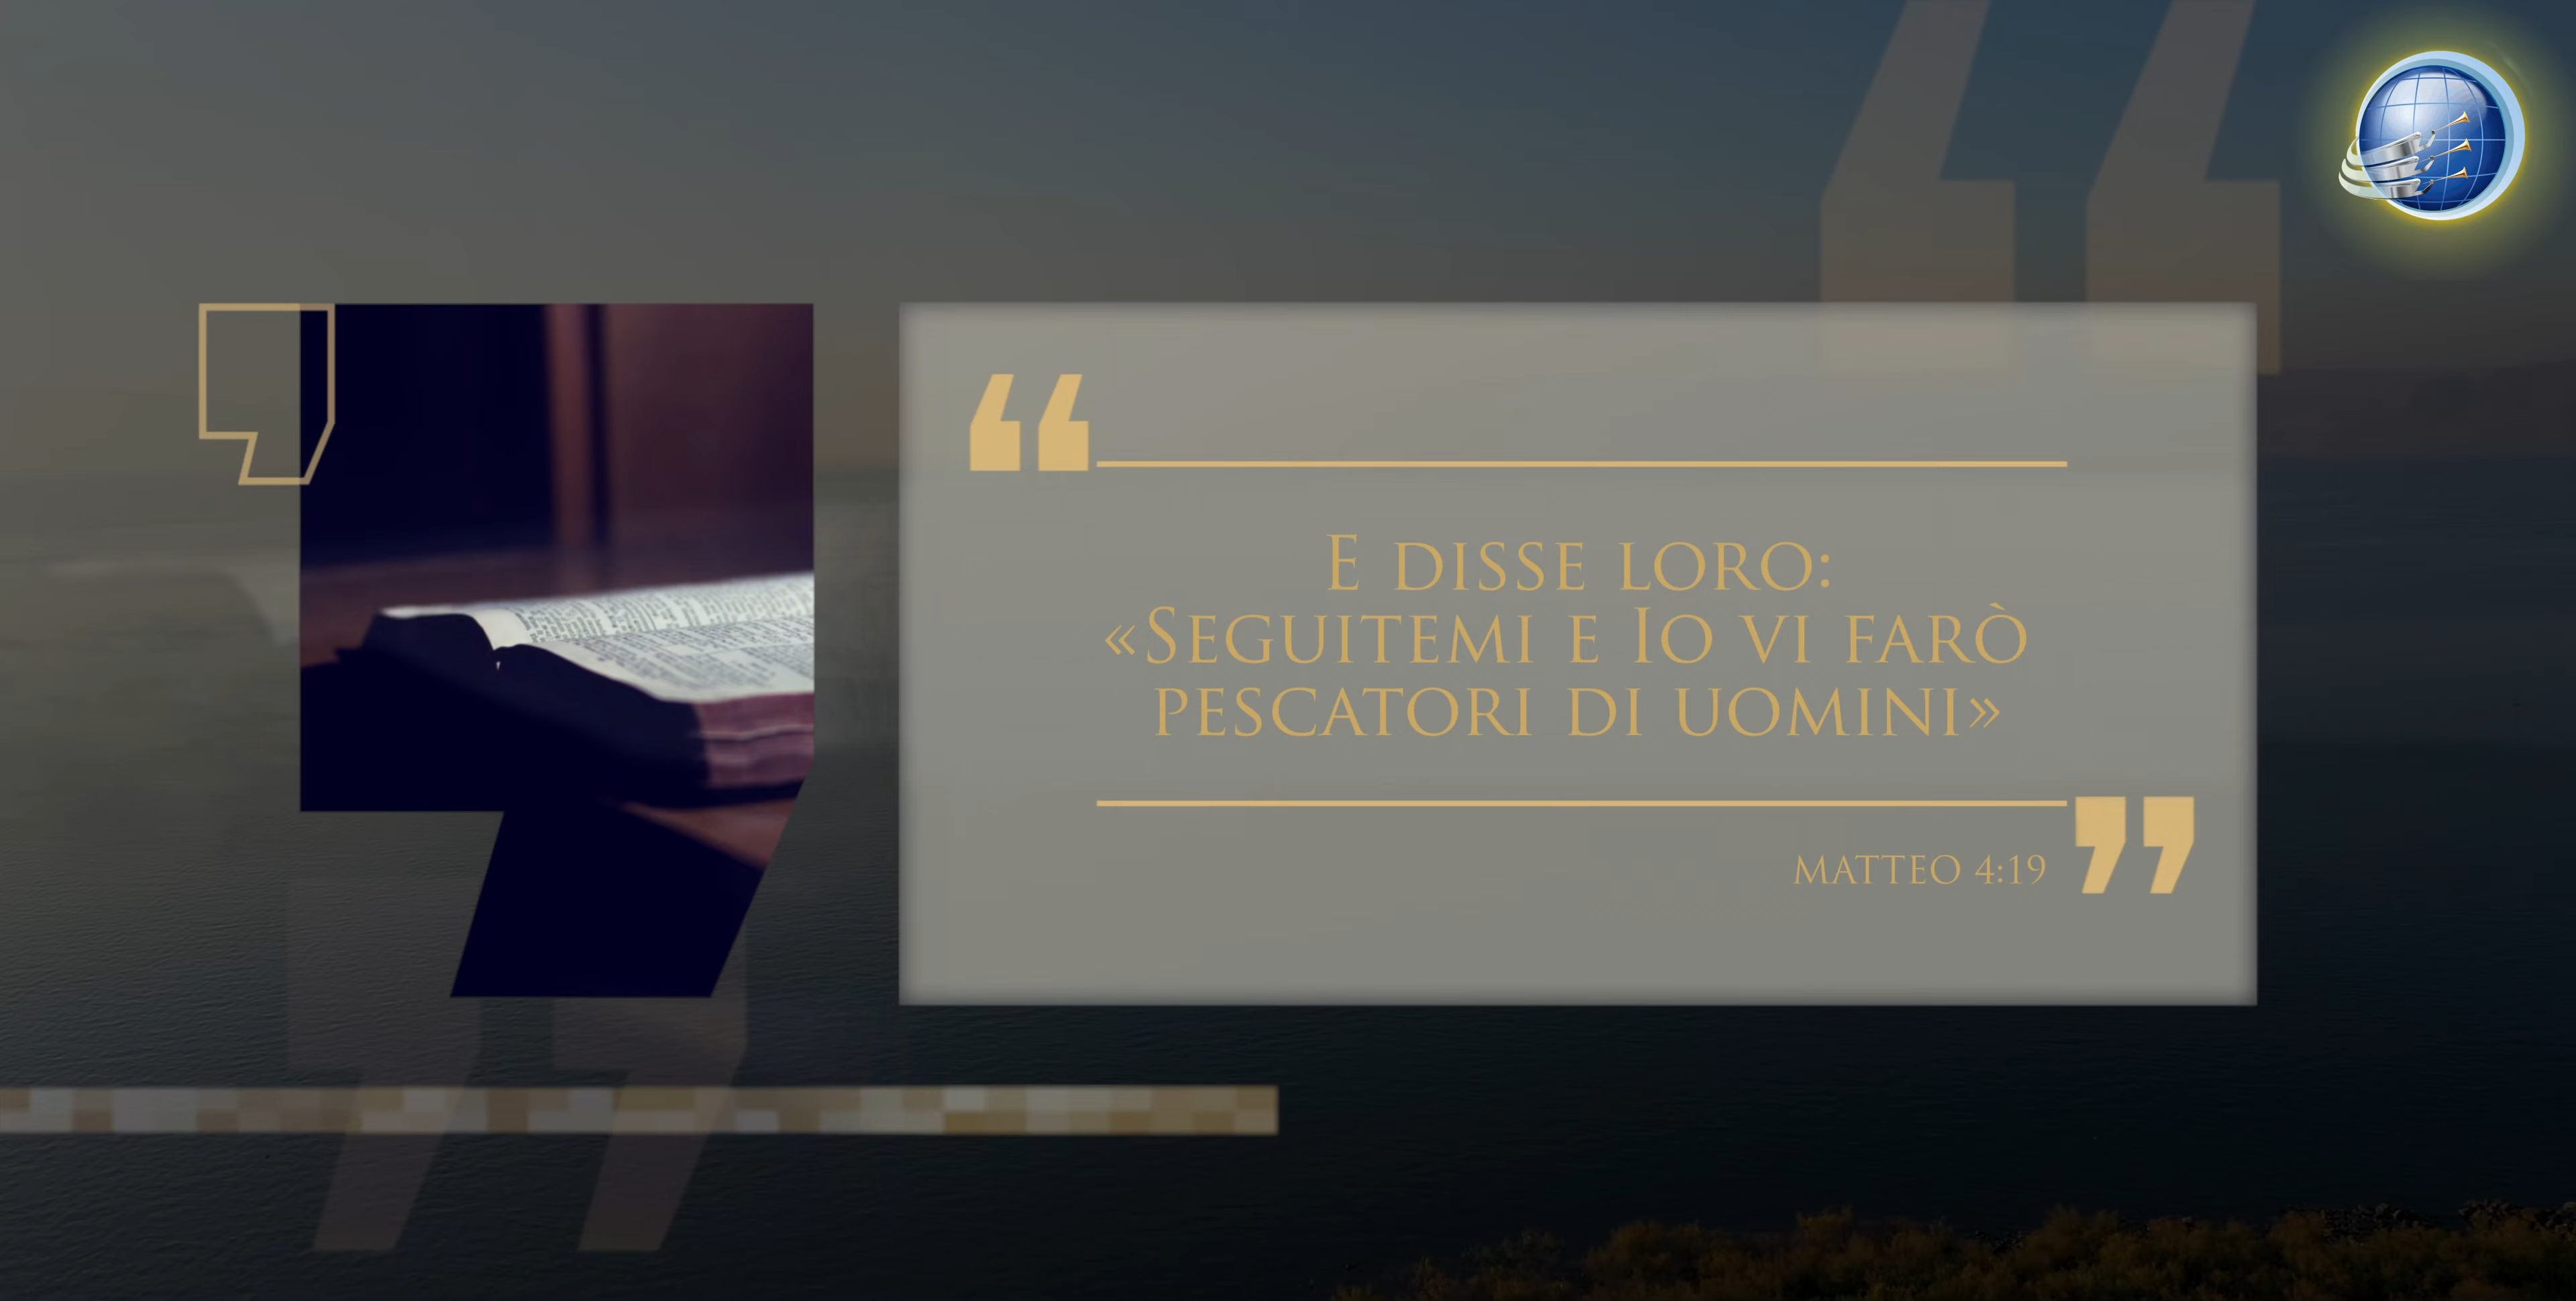 E DISSE LORO:
«SEGUITEMI E IO VI FARÒ
PESCATORI DI UOMINI»
MATTEO 4:19